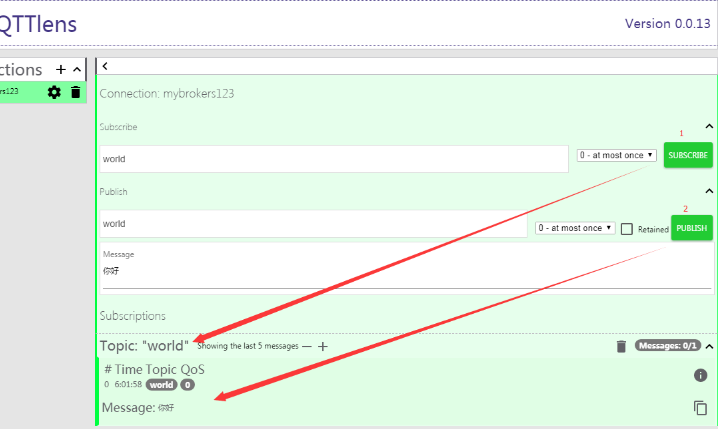 QTTlens
Version 0.0.13
ctions +
rs123
Connection: mybrokers123
Subscribe
1
world
0 - at most once
SUBSCRIBE
Publish
2
world
0 - at most once
Retained
PUBLISH
Message
你好
Subscriptions
Topic: "world" Showing the last 5 messages — +
Messages: 0/1
# Time Topic QoS
0 6:01:58 world 0
Message: 你好